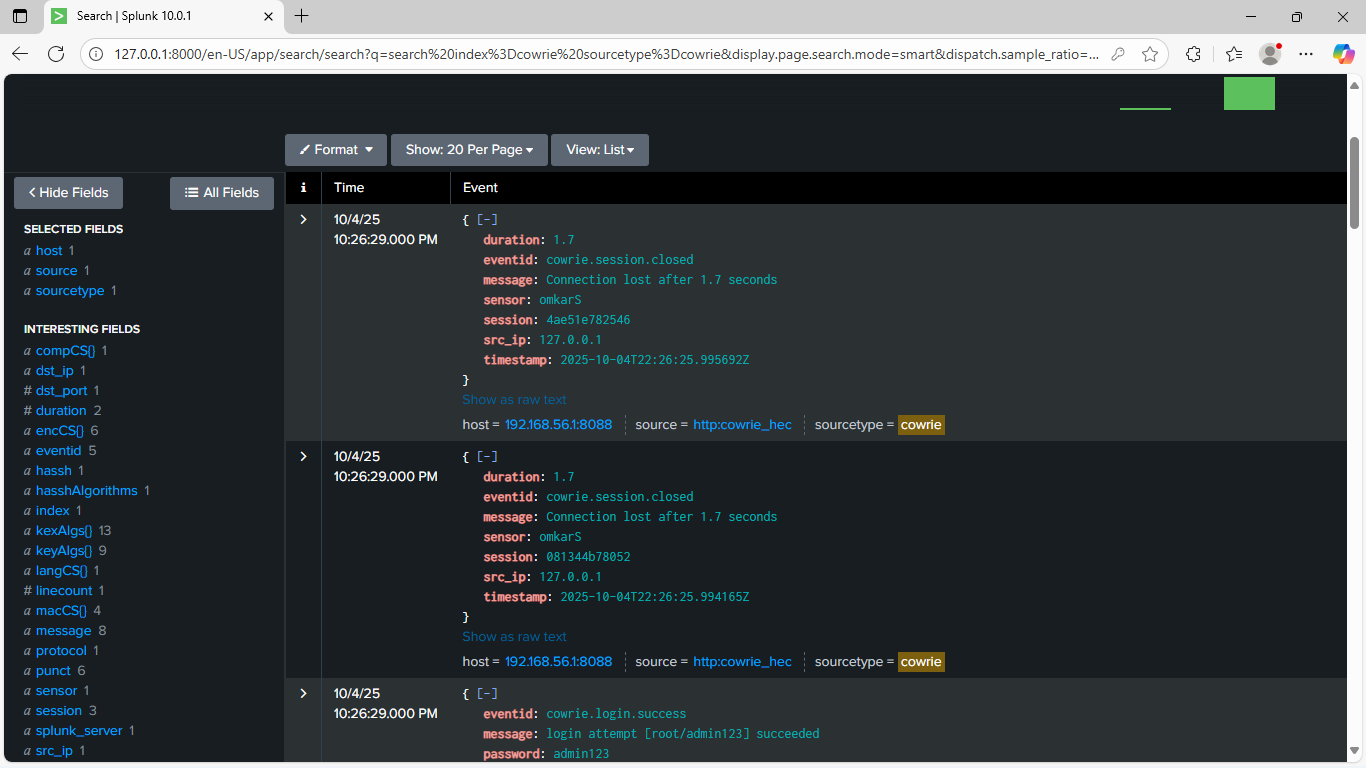 Search | Splunk 10.0.1
127.0.0.1:8000/en-US/app/search/search?q=search%20index%3Dcowrie%20sourcetype%3Dcowrie&display.page.search.mode=smart&dispatch.sample_ratio=...
Format
Show: 20 Per Page
View: List
< Hide Fields
All Fields
i Time Event
SELECTED FIELDS
a host 1
a source 1
a sourcetype 1
INTERESTING FIELDS
a compCS{} 1
a dst_ip 1
# dst_port 1
# duration 2
a encCS{} 6
a eventid 5
a hassh 1
a hasshAlgorithms 1
a index 1
a kexAlgs{} 13
a keyAlgs{} 9
a langCS{} 1
# linecount 1
a macCS{} 4
a message 8
a protocol 1
a punct 6
a sensor 1
a session 3
a splunk_server 1
a src_ip 1
> 10/4/25
10:26:29.000 PM
{ [-]
duration: 1.7
eventid: cowrie.session.closed
message: Connection lost after 1.7 seconds
sensor: omkarS
session: 4ae51e782546
src_ip: 127.0.0.1
timestamp: 2025-10-04T22:26:25.995692Z
}
Show as raw text
host = 192.168.56.1:8088 source = http:cowrie_hec sourcetype = cowrie
> 10/4/25
10:26:29.000 PM
{ [-]
duration: 1.7
eventid: cowrie.session.closed
message: Connection lost after 1.7 seconds
sensor: omkarS
session: 081344b78052
src_ip: 127.0.0.1
timestamp: 2025-10-04T22:26:25.994165Z
}
Show as raw text
host = 192.168.56.1:8088 source = http:cowrie_hec sourcetype = cowrie
> 10/4/25
10:26:29.000 PM
{ [-]
eventid: cowrie.login.success
message: login attempt [root/admin123] succeeded
password: admin123